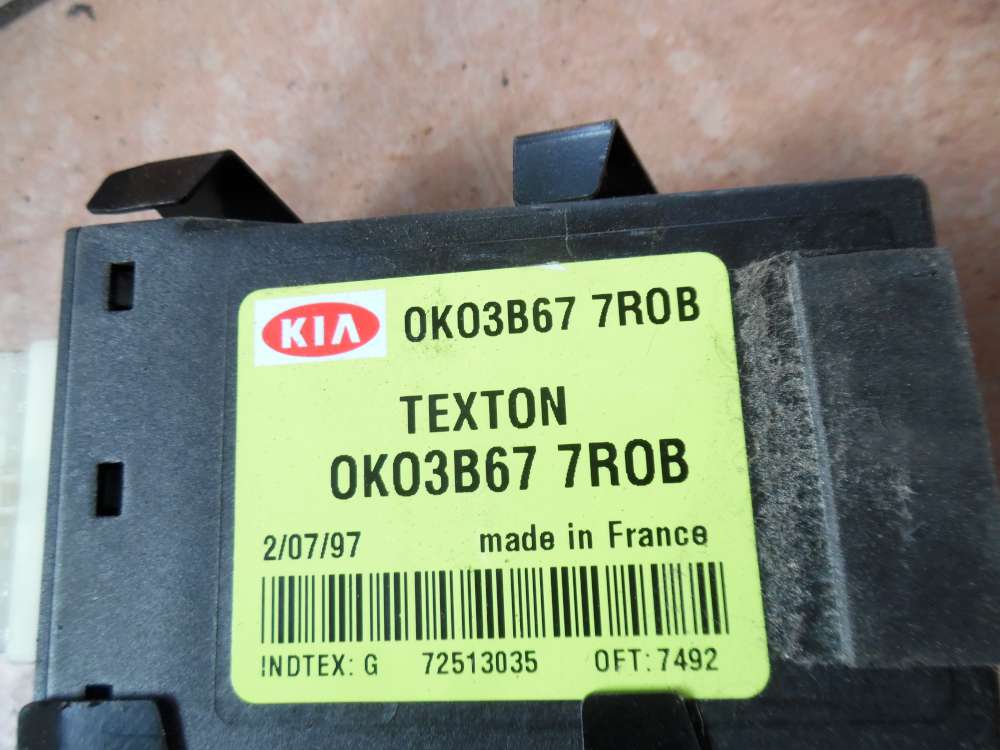 KIA 0K03B67 7R0B
TEXTON
0K03B67 7R0B
2/07/97 made in France
INDTEX: G 72513035 OFT: 7492